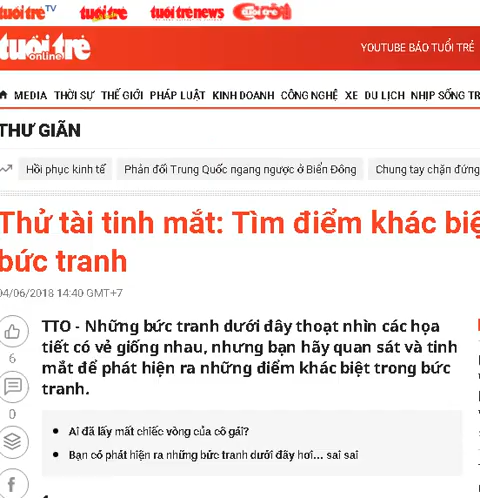 tuổi trẻ TV tuổi trẻ tuổi trẻ news Cười
tuổi trẻ online YOUTUBE BÁO TUỔI TRẺ
MEDIA THỜI SỰ THẾ GIỚI PHÁP LUẬT KINH DOANH CÔNG NGHỆ XE DU LỊCH NHỊP SỐNG TR
THƯ GIÃN
Hồi phục kinh tế Phản đối Trung Quốc ngang ngược ở Biển Đông Chung tay chặn đứng
Thử tài tinh mắt: Tìm điểm khác biệ
bức tranh
04/06/2018 14:40 GMT+7
TTO - Những bức tranh dưới đây thoạt nhìn các họa
tiết có vẻ giống nhau, nhưng bạn hãy quan sát và tinh
mắt để phát hiện ra những điểm khác biệt trong bức
tranh.
6
0
Ai đã lấy mất chiếc vòng của cô gái?
Bạn có phát hiện ra những bức tranh dưới đây hơi... sai sai